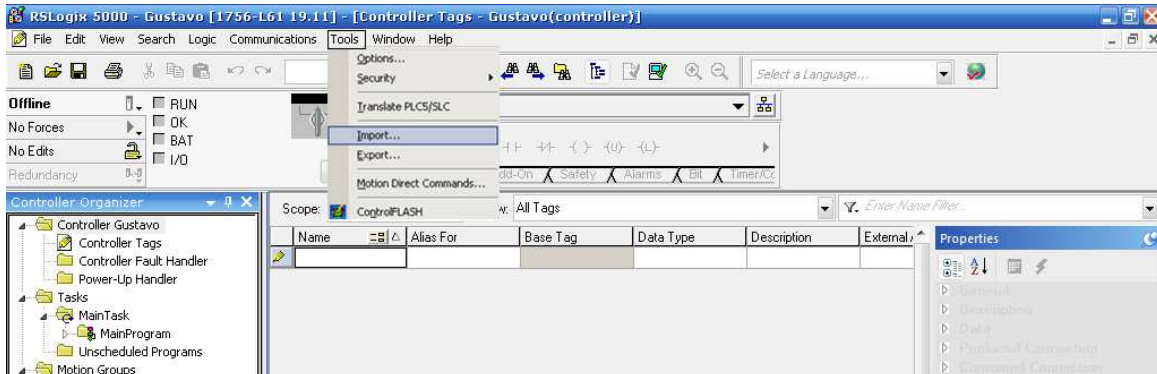 RSLogix 5000 - Gustavo [1756-L61 19.11] - [Controller Tags - Gustavo(controller)]
File Edit View Search Logic Communications Tools Window Help
Options...
Security
Select a Language...
Offline
RUN
Translate PLC5/SLC
No Forces
OK
Import...
No Edits
BAT
Export...
I/O
Redundancy
Motion Direct Commands...
dd-On Safety Alarms Bit Timer/Cc
Controller Organizer
ControlFLASH
Scope:
w: All Tags
Enter Name Filter...
Controller Gustavo
Controller Tags
Controller Fault Handler
Power-Up Handler
Tasks
MainTask
MainProgram
Unscheduled Programs
Motion Groups
Name Alias For Base Tag Data Type Description External
Properties
General
Description
Data
Produced Connection
Consumed Connection